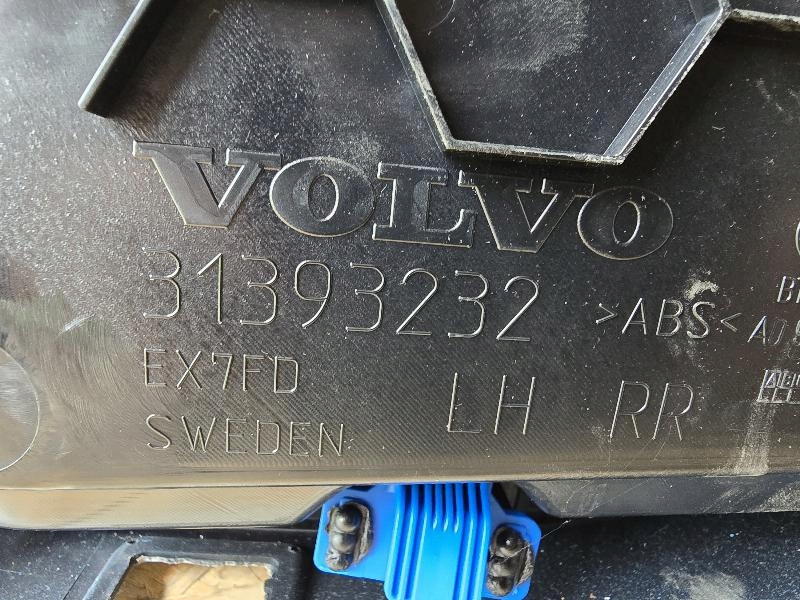 VOLVO
31393232 >ABS<
EX7FD LH RR
SWEDEN